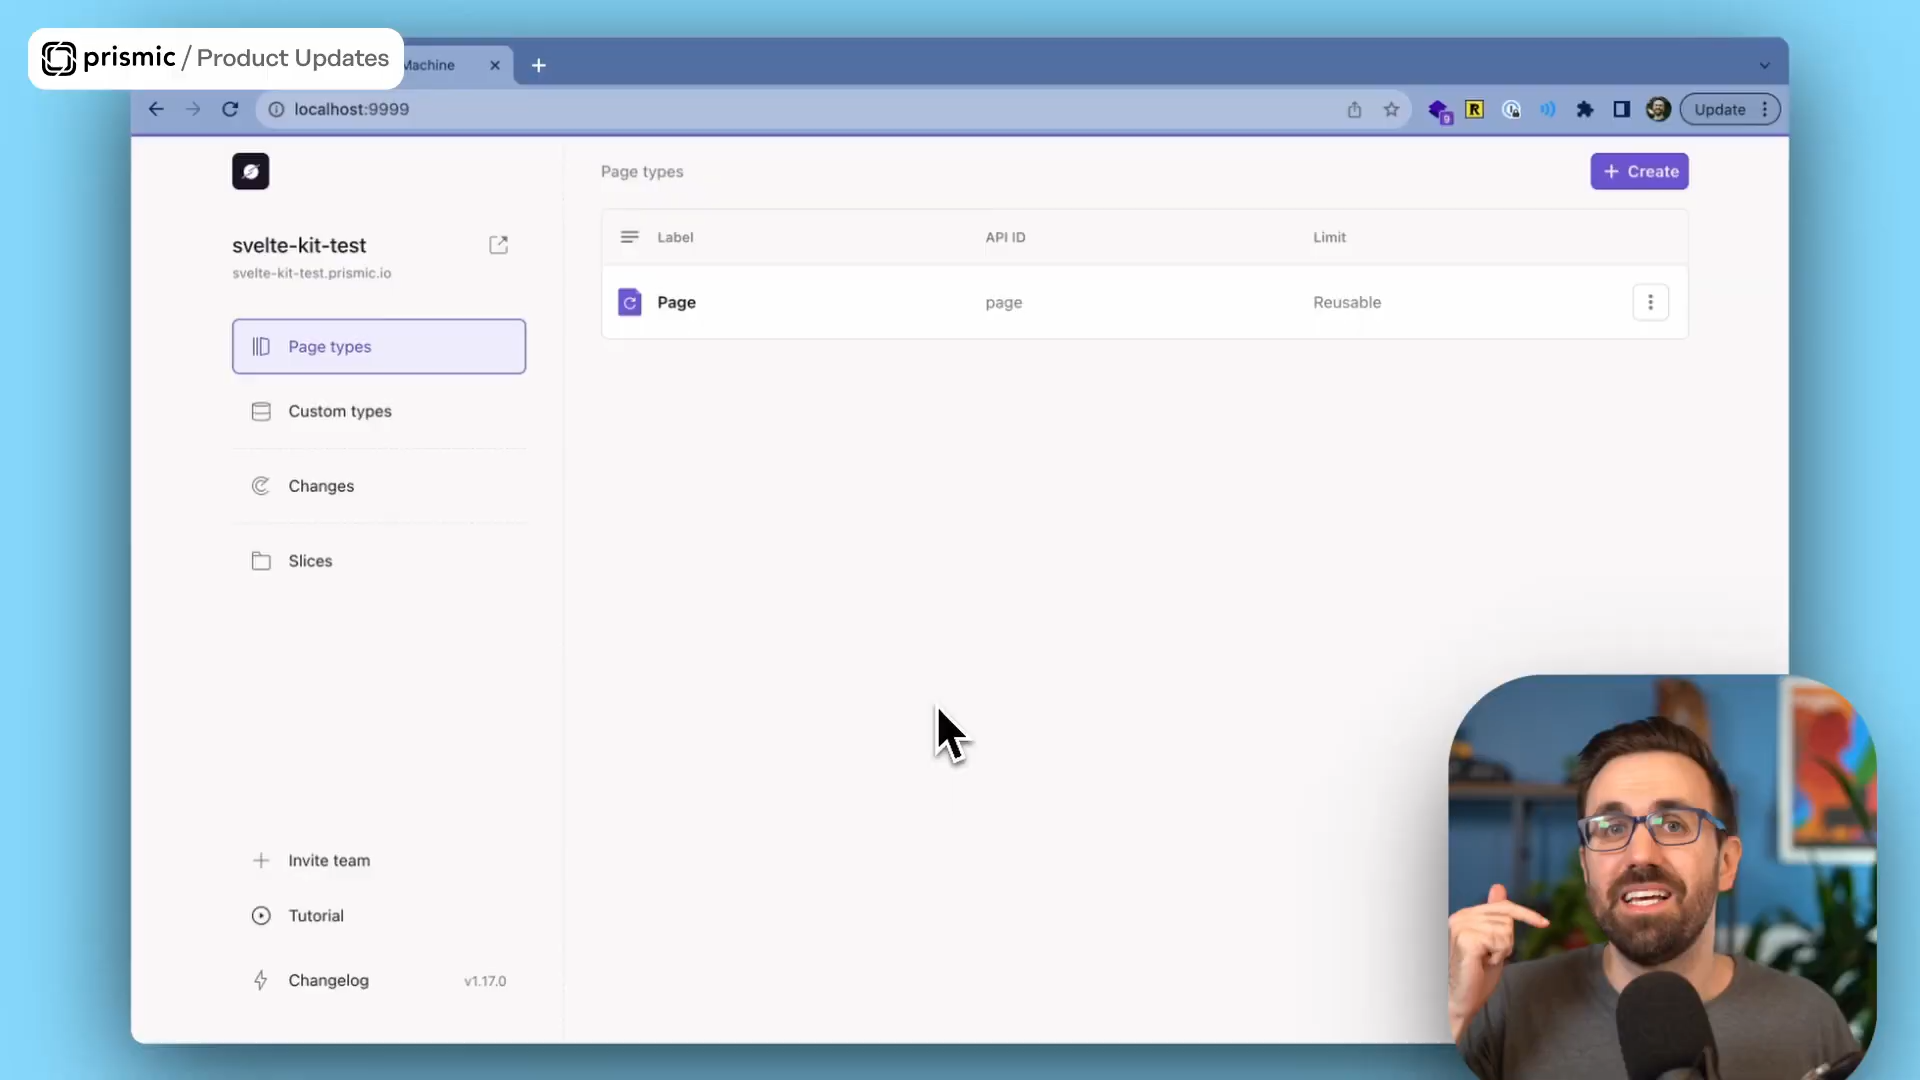 prismic / Product Updates
Machine
localhost:9999
9
R
Update
Page types
+ Create
svelte-kit-test
svelte-kit-test.prismic.io
Label
API ID
Limit
Page
page
Reusable
Page types
Custom types
Changes
Slices
Invite team
Tutorial
Changelog
v1.17.0